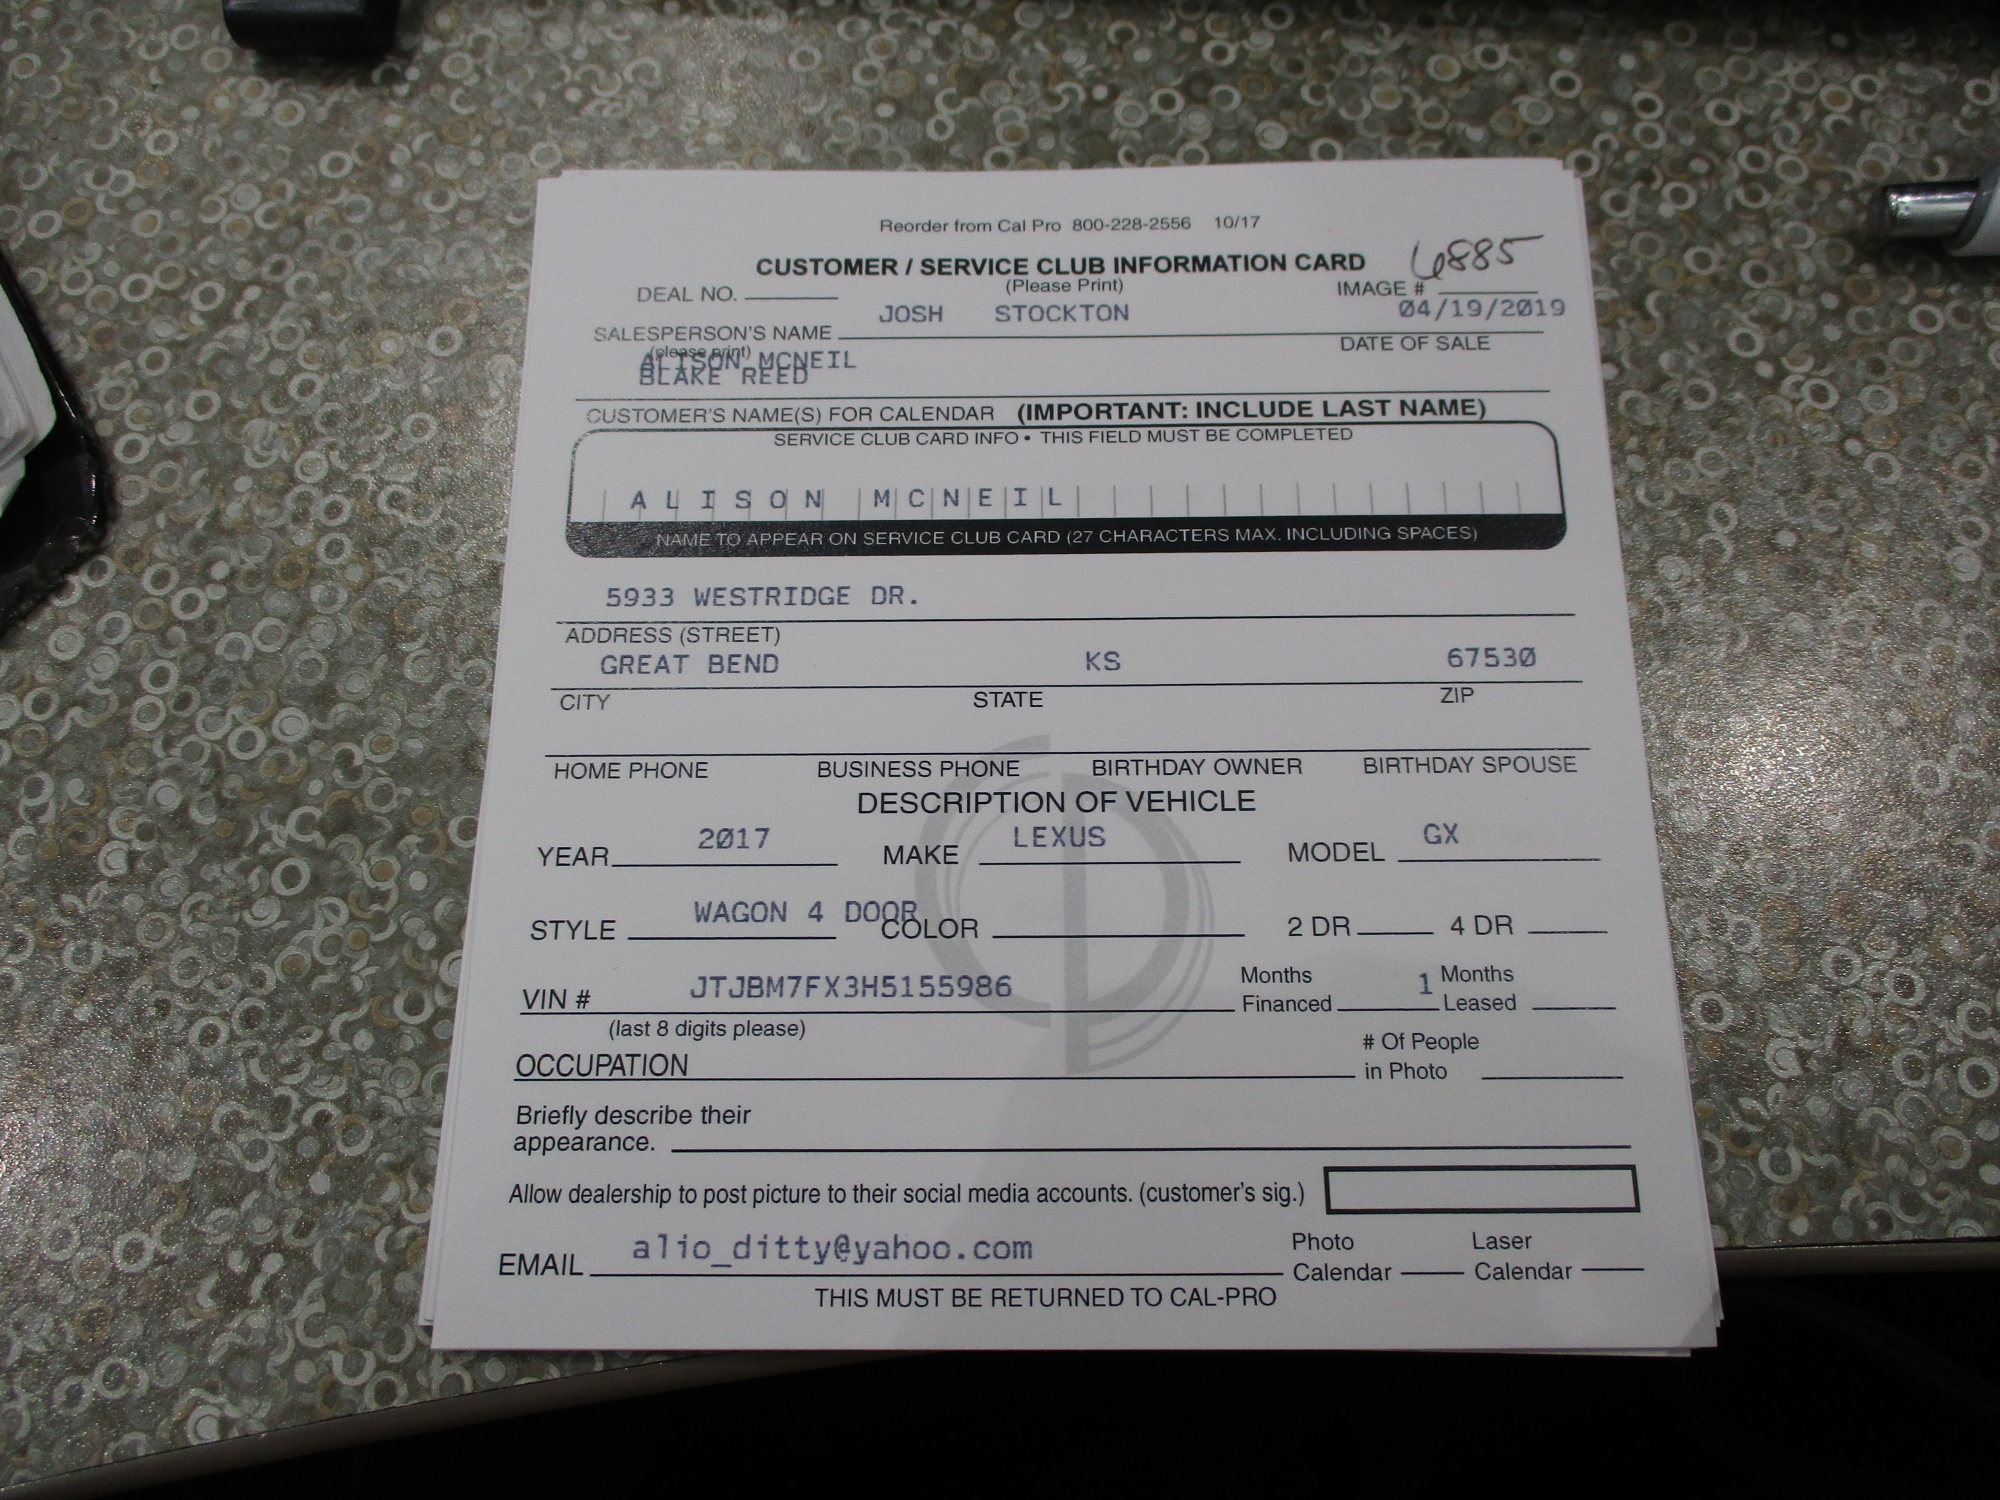 Reorder from Cal Pro 800-228-2556 10/17
CUSTOMER / SERVICE CLUB INFORMATION CARD
6885
(Please Print)
DEAL NO.
IMAGE #
JOSH STOCKTON
04/19/2019
SALESPERSON'S NAME
DATE OF SALE
(please print)
ALISON MCNEIL
BLAKE REED
CUSTOMER'S NAME(S) FOR CALENDAR (IMPORTANT: INCLUDE LAST NAME)
SERVICE CLUB CARD INFO • THIS FIELD MUST BE COMPLETED
ALISON MCNEIL
NAME TO APPEAR ON SERVICE CLUB CARD (27 CHARACTERS MAX. INCLUDING SPACES)
5933 WESTRIDGE DR.
ADDRESS (STREET)
GREAT BEND KS 67530
CITY STATE ZIP
HOME PHONE BUSINESS PHONE BIRTHDAY OWNER BIRTHDAY SPOUSE
DESCRIPTION OF VEHICLE
YEAR 2017 MAKE LEXUS MODEL GX
STYLE WAGON 4 DOOR COLOR 2 DR 4 DR
VIN # JTJBM7FX3H5155986 Months Financed 1 Months Leased
(last 8 digits please)
OCCUPATION # Of People in Photo
Briefly describe their
appearance.
Allow dealership to post picture to their social media accounts. (customer's sig.)
EMAIL alio_ditty@yahoo.com Photo Calendar Laser Calendar
THIS MUST BE RETURNED TO CAL-PRO